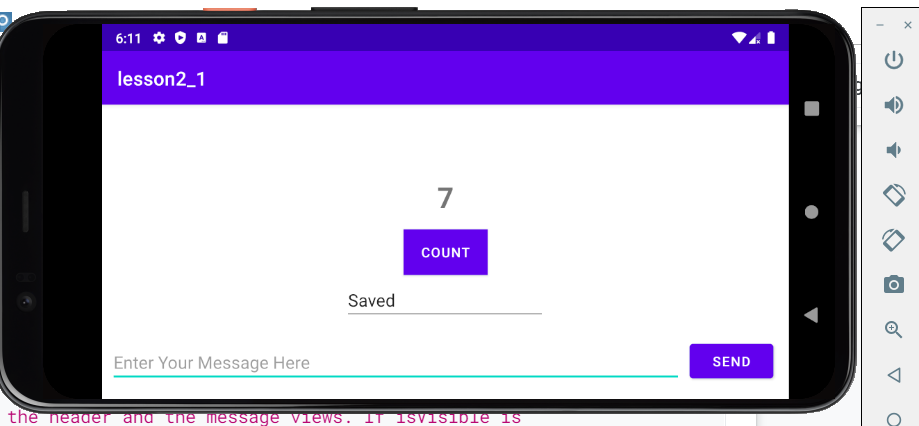 6:11
lesson2_1
7
COUNT
Saved
Enter Your Message Here
SEND
the header and the message views. If isVisible is